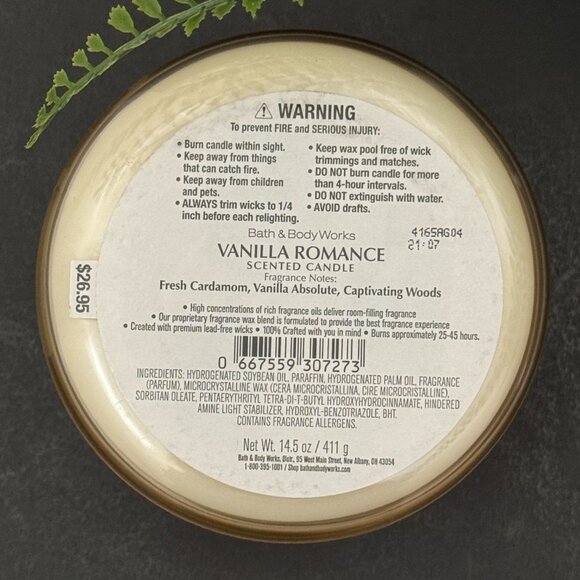 ⚠ WARNING
To prevent FIRE and SERIOUS INJURY:
• Burn candle within sight.
• Keep away from things
that can catch fire.
• Keep away from children
and pets.
• ALWAYS trim wicks to 1/4
inch before each relighting.
• Keep wax pool free of wick
trimmings and matches.
• DO NOT burn candle for more
than 4-hour intervals.
• DO NOT extinguish with water.
• AVOID drafts.
Bath & Body Works
4165AG04
21:07
VANILLA ROMANCE
SCENTED CANDLE
Fragrance Notes:
Fresh Cardamom, Vanilla Absolute, Captivating Woods
$26.95
• High concentrations of rich fragrance oils deliver room-filling fragrance
• Our proprietary fragrance wax blend is formulated to provide the best fragrance experience
• Created with premium lead-free wicks • 100% Crafted with you in mind • Burns approximately 25-45 hours.
0 667559 307273
INGREDIENTS: HYDROGENATED SOYBEAN OIL, PARAFFIN, HYDROGENATED PALM OIL, FRAGRANCE
(PARFUM), MICROCRYSTALLINE WAX (CERA MICROCRISTALLINA, CIRE MICROCRISTALLINE),
SORBITAN OLEATE, PENTAERYTHRITYL TETRA-DI-T-BUTYL HYDROXYHYDROCINNAMATE, HINDERED
AMINE LIGHT STABILIZER, HYDROXYL-BENZOTRIAZOLE, BHT.
CONTAINS FRAGRANCE ALLERGENS.
Net Wt. 14.5 oz / 411 g
Bath & Body Works, Distr., 95 West Main Street, New Albany, OH 43054
1-800-395-1001 / Shop bathandbodyworks.com